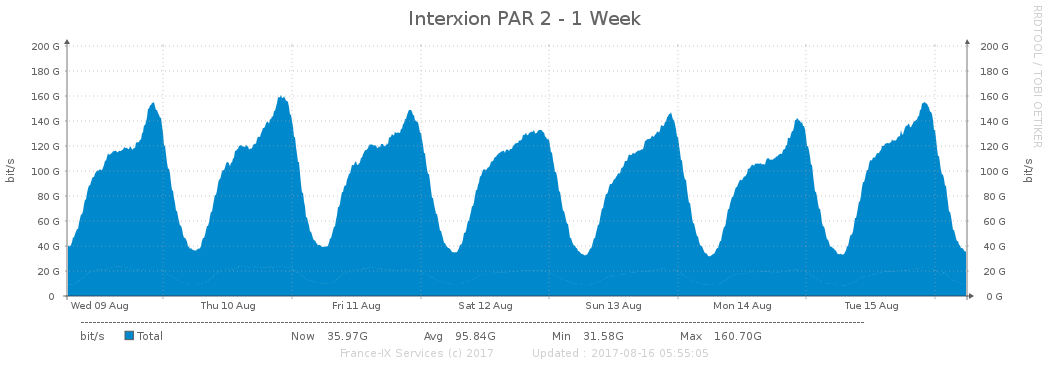 Interxion PAR 2 - 1 Week
RRDTOOL / TOBI OETIKER
200 G 200 G
180 G 180 G
160 G 160 G
140 G 140 G
120 G 120 G
100 G 100 G
80 G 80 G
60 G 60 G
40 G 40 G
20 G 20 G
0 0 G
bit/s bit/s
Wed 09 Aug Thu 10 Aug Fri 11 Aug Sat 12 Aug Sun 13 Aug Mon 14 Aug Tue 15 Aug
bit/s Total Now 35.97G Avg 95.84G Min 31.58G Max 160.70G
France-IX Services (c) 2017 Updated : 2017-08-16 05:55:05